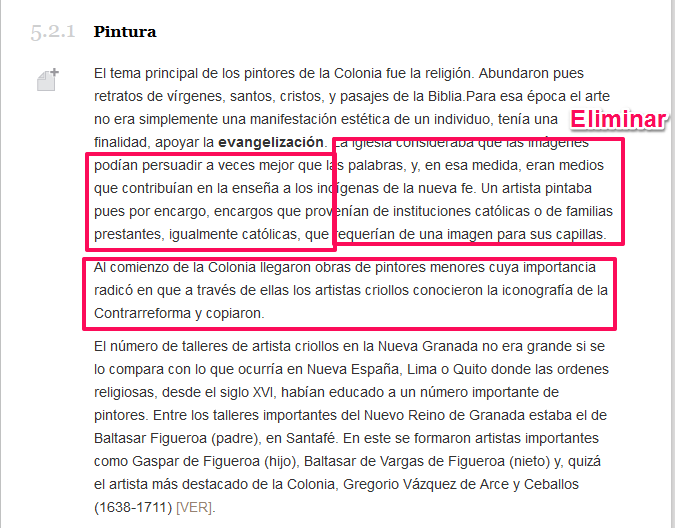 5.2.1 Pintura
El tema principal de los pintores de la Colonia fue la religión. Abundaron pues
retratos de vírgenes, santos, cristos, y pasajes de la Biblia.Para esa época el arte
no era simplemente una manifestación estética de un individuo, tenía una
Eliminar
finalidad, apoyar la evangelización. La iglesia consideraba que las imágenes
podían persuadir a veces mejor que las palabras, y, en esa medida, eran medios
que contribuían en la enseña a los indígenas de la nueva fe. Un artista pintaba
pues por encargo, encargos que provenían de instituciones católicas o de familias
prestantes, igualmente católicas, que requerían de una imagen para sus capillas.
Al comienzo de la Colonia llegaron obras de pintores menores cuya importancia
radicó en que a través de ellas los artistas criollos conocieron la iconografía de la
Contrarreforma y copiaron.
El número de talleres de artista criollos en la Nueva Granada no era grande si se
lo compara con lo que ocurría en Nueva España, Lima o Quito donde las ordenes
religiosas, desde el siglo XVI, habían educado a un número importante de
pintores. Entre los talleres importantes del Nuevo Reino de Granada estaba el de
Baltasar Figueroa (padre), en Santafé. En este se formaron artistas importantes
como Gaspar de Figueroa (hijo), Baltasar de Vargas de Figueroa (nieto) y, quizá
el artista más destacado de la Colonia, Gregorio Vázquez de Arce y Ceballos
(1638-1711) [VER].